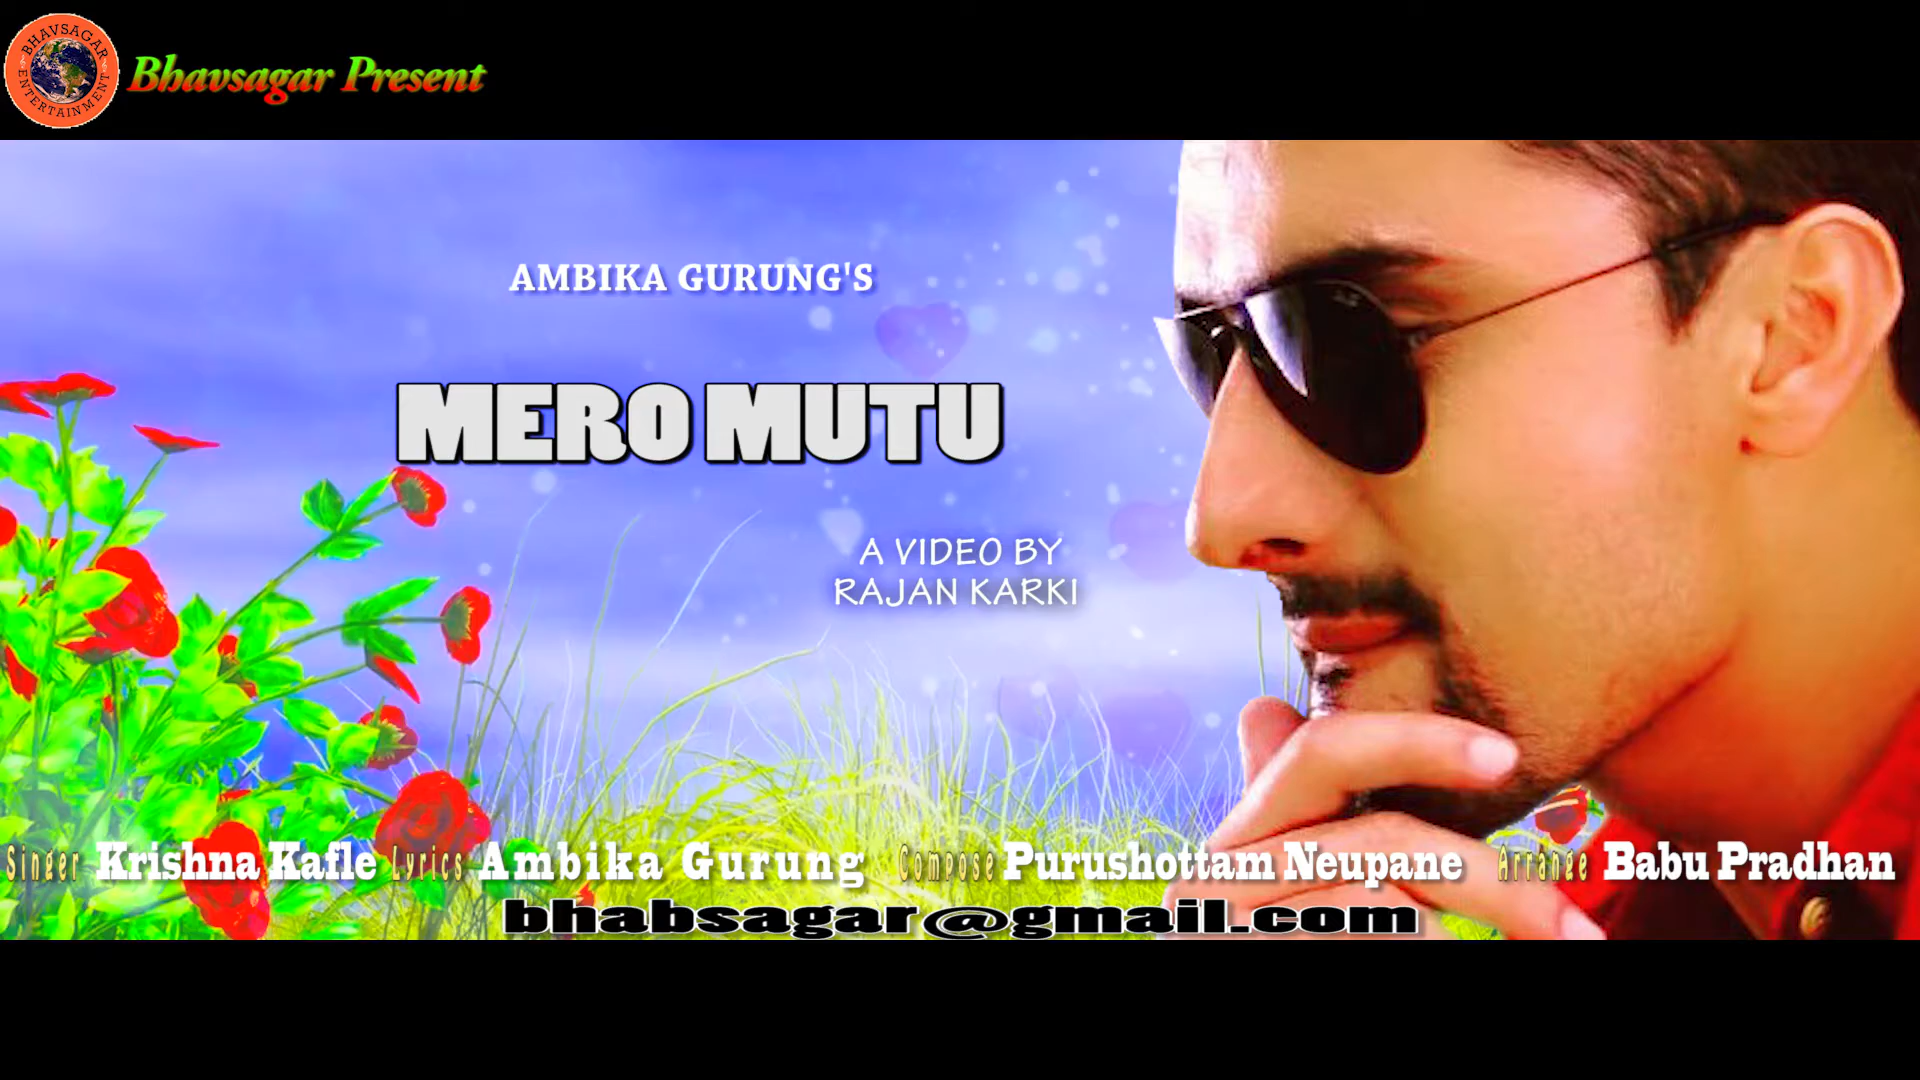 BHAVSAGAR
ENTERTAINMENT
Bhavsagar Present
AMBIKA GURUNG'S
MERO MUTU
A VIDEO BY
RAJAN KARKI
Singer Krishna Kafle Lyrics Ambika Gurung Compose Purushottam Neupane Arrange Babu Pradhan
bhabsagar@gmail.com